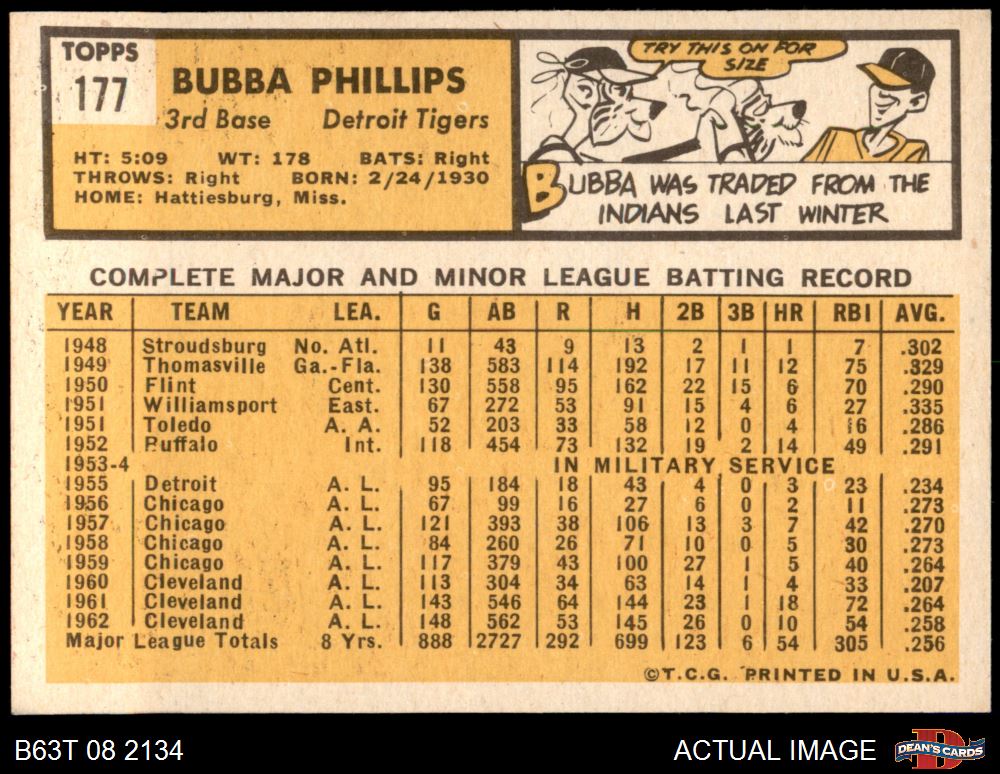 TOPPS
177
BUBBA PHILLIPS
3rd Base Detroit Tigers
HT: 5:09 WT: 178 BATS: Right
THROWS: Right BORN: 2/24/1930
HOME: Hattiesburg, Miss.
TRY THIS ON FOR
SIZE
BUBBA WAS TRADED FROM THE
INDIANS LAST WINTER
COMPLETE MAJOR AND MINOR LEAGUE BATTING RECORD
YEAR TEAM LEA. G AB R H 2B 3B HR RBI AVG.
1948 Stroudsburg No. Atl. 11 43 9 13 2 1 1 7 .302
1949 Thomasville Ga.-Fla. 138 583 114 192 17 11 12 75 .329
1950 Flint Cent. 130 558 95 162 22 15 6 70 .290
1951 Williamsport East. 67 272 53 91 15 4 6 27 .335
1951 Toledo A. A. 52 203 33 58 12 0 4 16 .286
1952 Buffalo Int. 118 454 73 132 19 2 14 49 .291
1953-4 IN MILITARY SERVICE
1955 Detroit A. L. 95 184 18 43 4 0 3 23 .234
1956 Chicago A. L. 67 99 16 27 6 0 2 11 .273
1957 Chicago A. L. 121 393 38 106 13 3 7 42 .270
1958 Chicago A. L. 84 260 26 71 10 0 5 30 .273
1959 Chicago A. L. 117 379 43 100 27 1 5 40 .264
1960 Cleveland A. L. 113 304 34 63 14 1 4 33 .207
1961 Cleveland A. L. 143 546 64 144 23 1 18 72 .264
1962 Cleveland A. L. 148 562 53 145 26 0 10 54 .258
Major League Totals 8 Yrs. 888 2727 292 699 123 6 54 305 .256
©T.C.G. PRINTED IN U.S.A.
B63T 08 2134 ACTUAL IMAGE DEAN'S CARDS